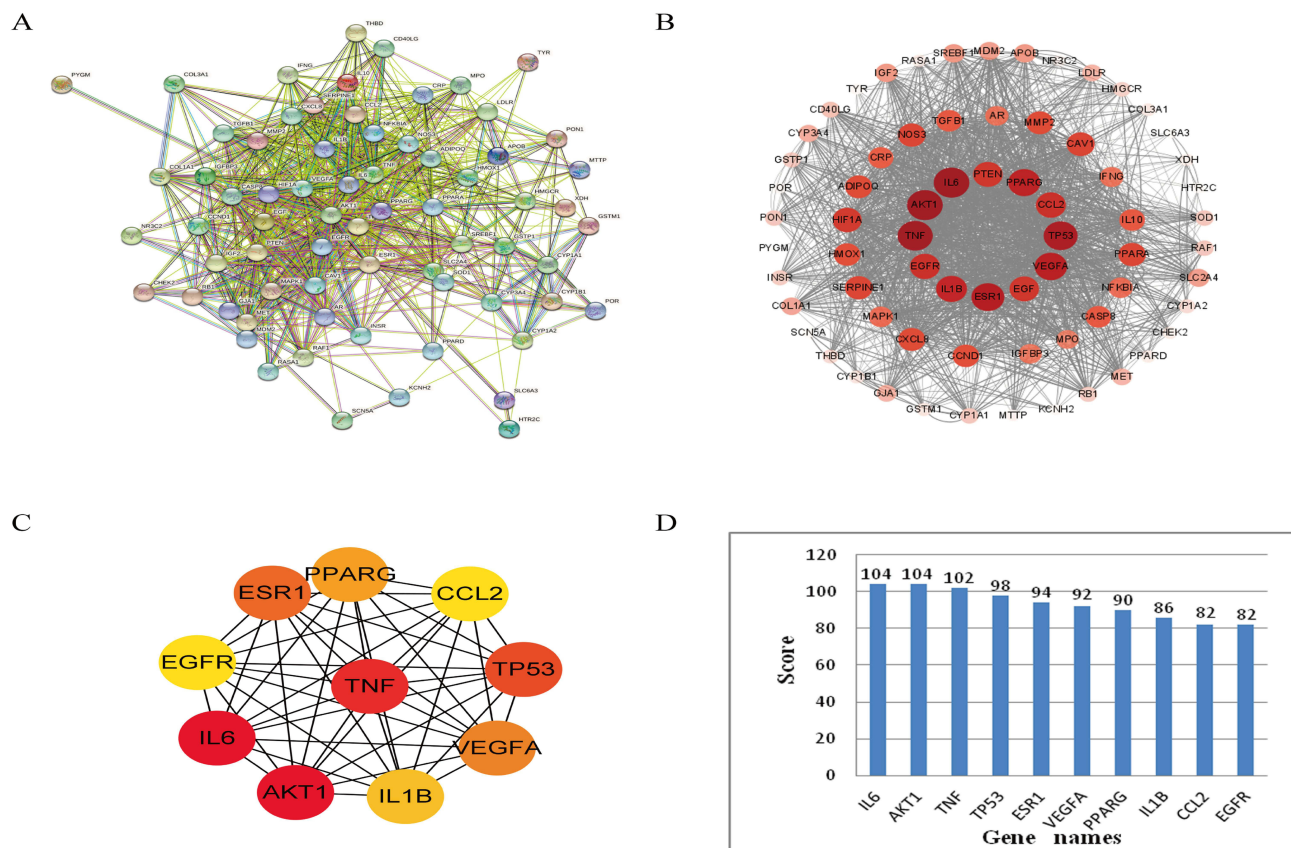 A
THBD
CD40LG
TYR
PYGM
COL3A1
IFNG
IL10
MPO
SERPINE1
CRP
CXCL8
CCL2
LDLR
TGFB1
MMP2
NFKBIA
NOS3
PON1
IL1B
ADIPOQ
APOB
MTTP
COL1A1
IGFBP3
TNF
HMOX1
CASP8
HIF1A
VEGFA
IL6
PPARA
HMGCR
XDH
AKT1
PPARG
GSTM1
CCND1
EGF
NR3C2
EGFR
SREBF1
GSTP1
PTEN
IGF2
ESR1
SLC2A4
CYP1A1
CHEK2
RB1
MAPK1
CAV1
SOD1
CYP3A4
CYP1B1
POR
GJA1
MET
AR
MDM2
INSR
CYP1A2
RAF1
PPARD
RASA1
KCNH2
SLC6A3
SCN5A
HTR2C
B
MDM2
APOB
SREBF1
NR3C2
RASA1
IGF2
LDLR
HMGCR
TYR
CD40LG
COL3A1
TGFB1
AR
MMP2
CYP3A4
NOS3
CAV1
SLC6A3
GSTP1
CRP
IFNG
XDH
PTEN
IL6
PPARG
POR
ADIPOQ
HTR2C
AKT1
CCL2
PON1
HIF1A
IL10
SOD1
TNF
TP53
PYGM
HMOX1
PPARA
RAF1
EGFR
VEGFA
INSR
SERPINE1
IL1B
ESR1
EGF
NFKBIA
SLC2A4
COL1A1
MAPK1
CASP8
CYP1A2
SCN5A
CXCL8
CCND1
IGFBP3
MPO
CHEK2
THBD
PPARD
CYP1B1
MET
GJA1
RB1
GSTM1
CYP1A1
MTTP
KCNH2
C
PPARG
ESR1
CCL2
EGFR
TP53
TNF
IL6
VEGFA
AKT1
IL1B
D
120
104 104 102 98 94 92 90 86 82 82
100
80
60
40
20
0
Score
IL6 AKT1 TNF TP53 ESR1 VEGFA PPARG IL1B CCL2 EGFR
Gene names